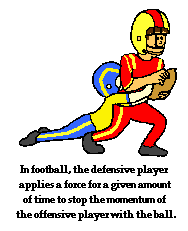 In football, the defensive player
applies a force for a given amount
of time to stop the momentum of
the offensive player with the ball.